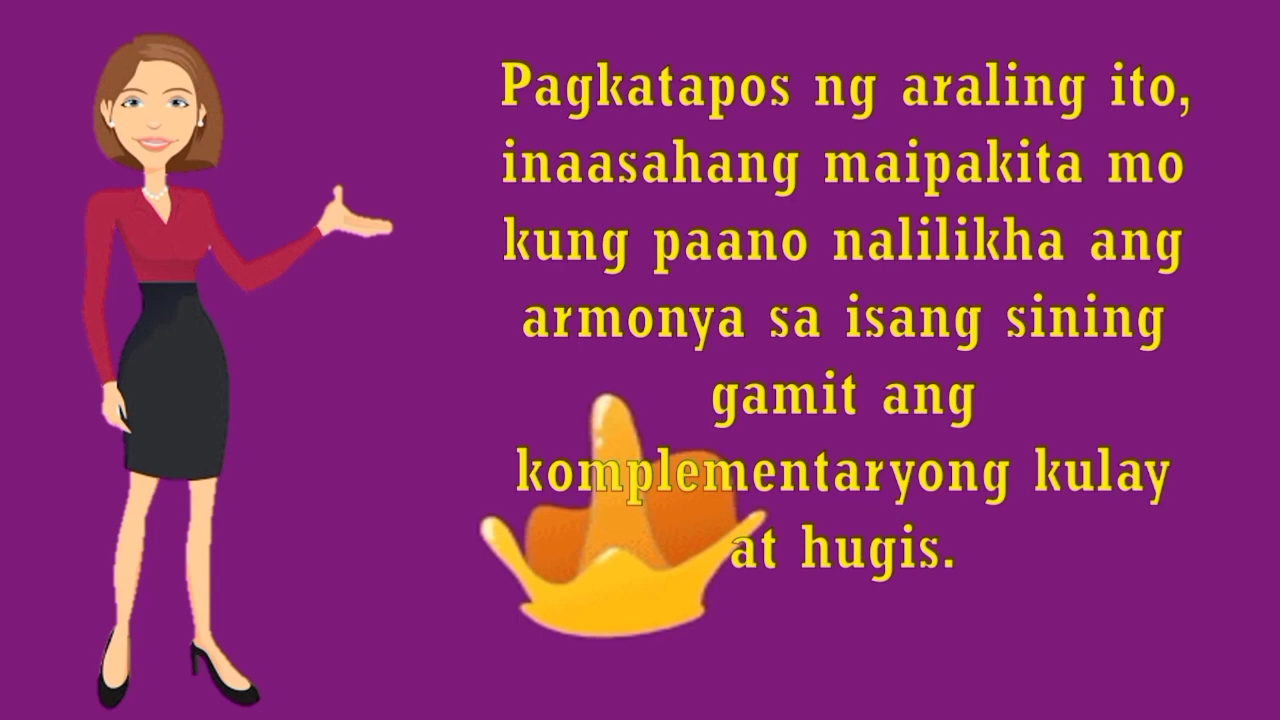 Pagkatapos ng araling ito,
inaasahang maipakita mo
kung paano nalilikha ang
armonya sa isang sining
gamit ang
komplementaryong kulay
at hugis.